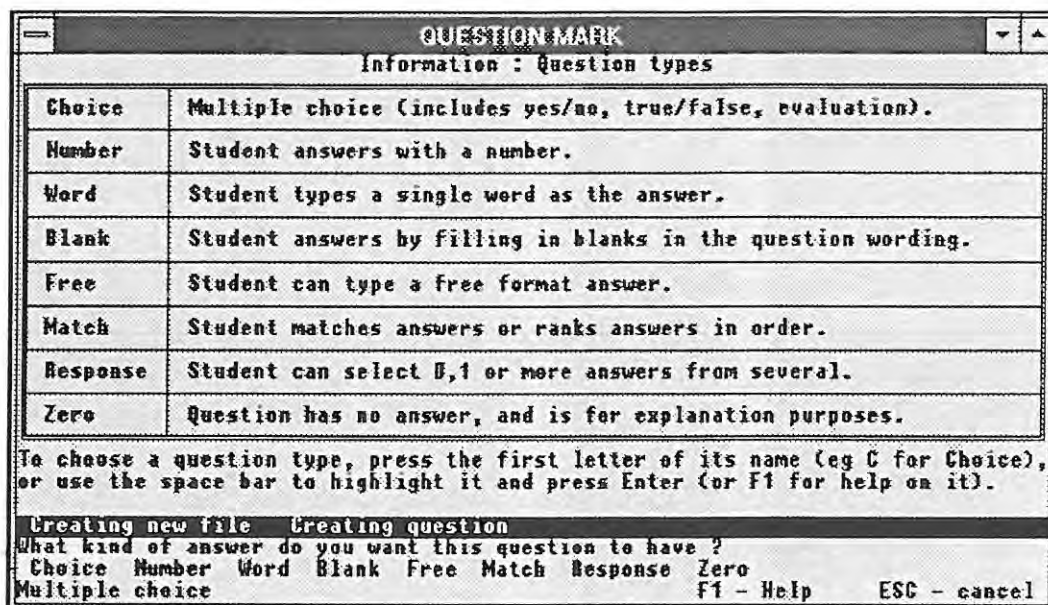 QUESTION MARK
Information : Question types
Choice Multiple choice (includes yes/no, true/false, evaluation).
Number Student answers with a number.
Word Student types a single word as the answer.
Blank Student answers by filling in blanks in the question wording.
Free Student can type a free format answer.
Match Student matches answers or ranks answers in order.
Response Student can select 0,1 or more answers from several.
Zero Question has no answer, and is for explanation purposes.
To choose a question type, press the first letter of its name (eg C for Choice),
or use the space bar to highlight it and press Enter (or F1 for help on it).
Creating new file Creating question
What kind of answer do you want this question to have ?
Choice Number Word Blank Free Match Response Zero
Multiple choice F1 - Help ESC - cancel